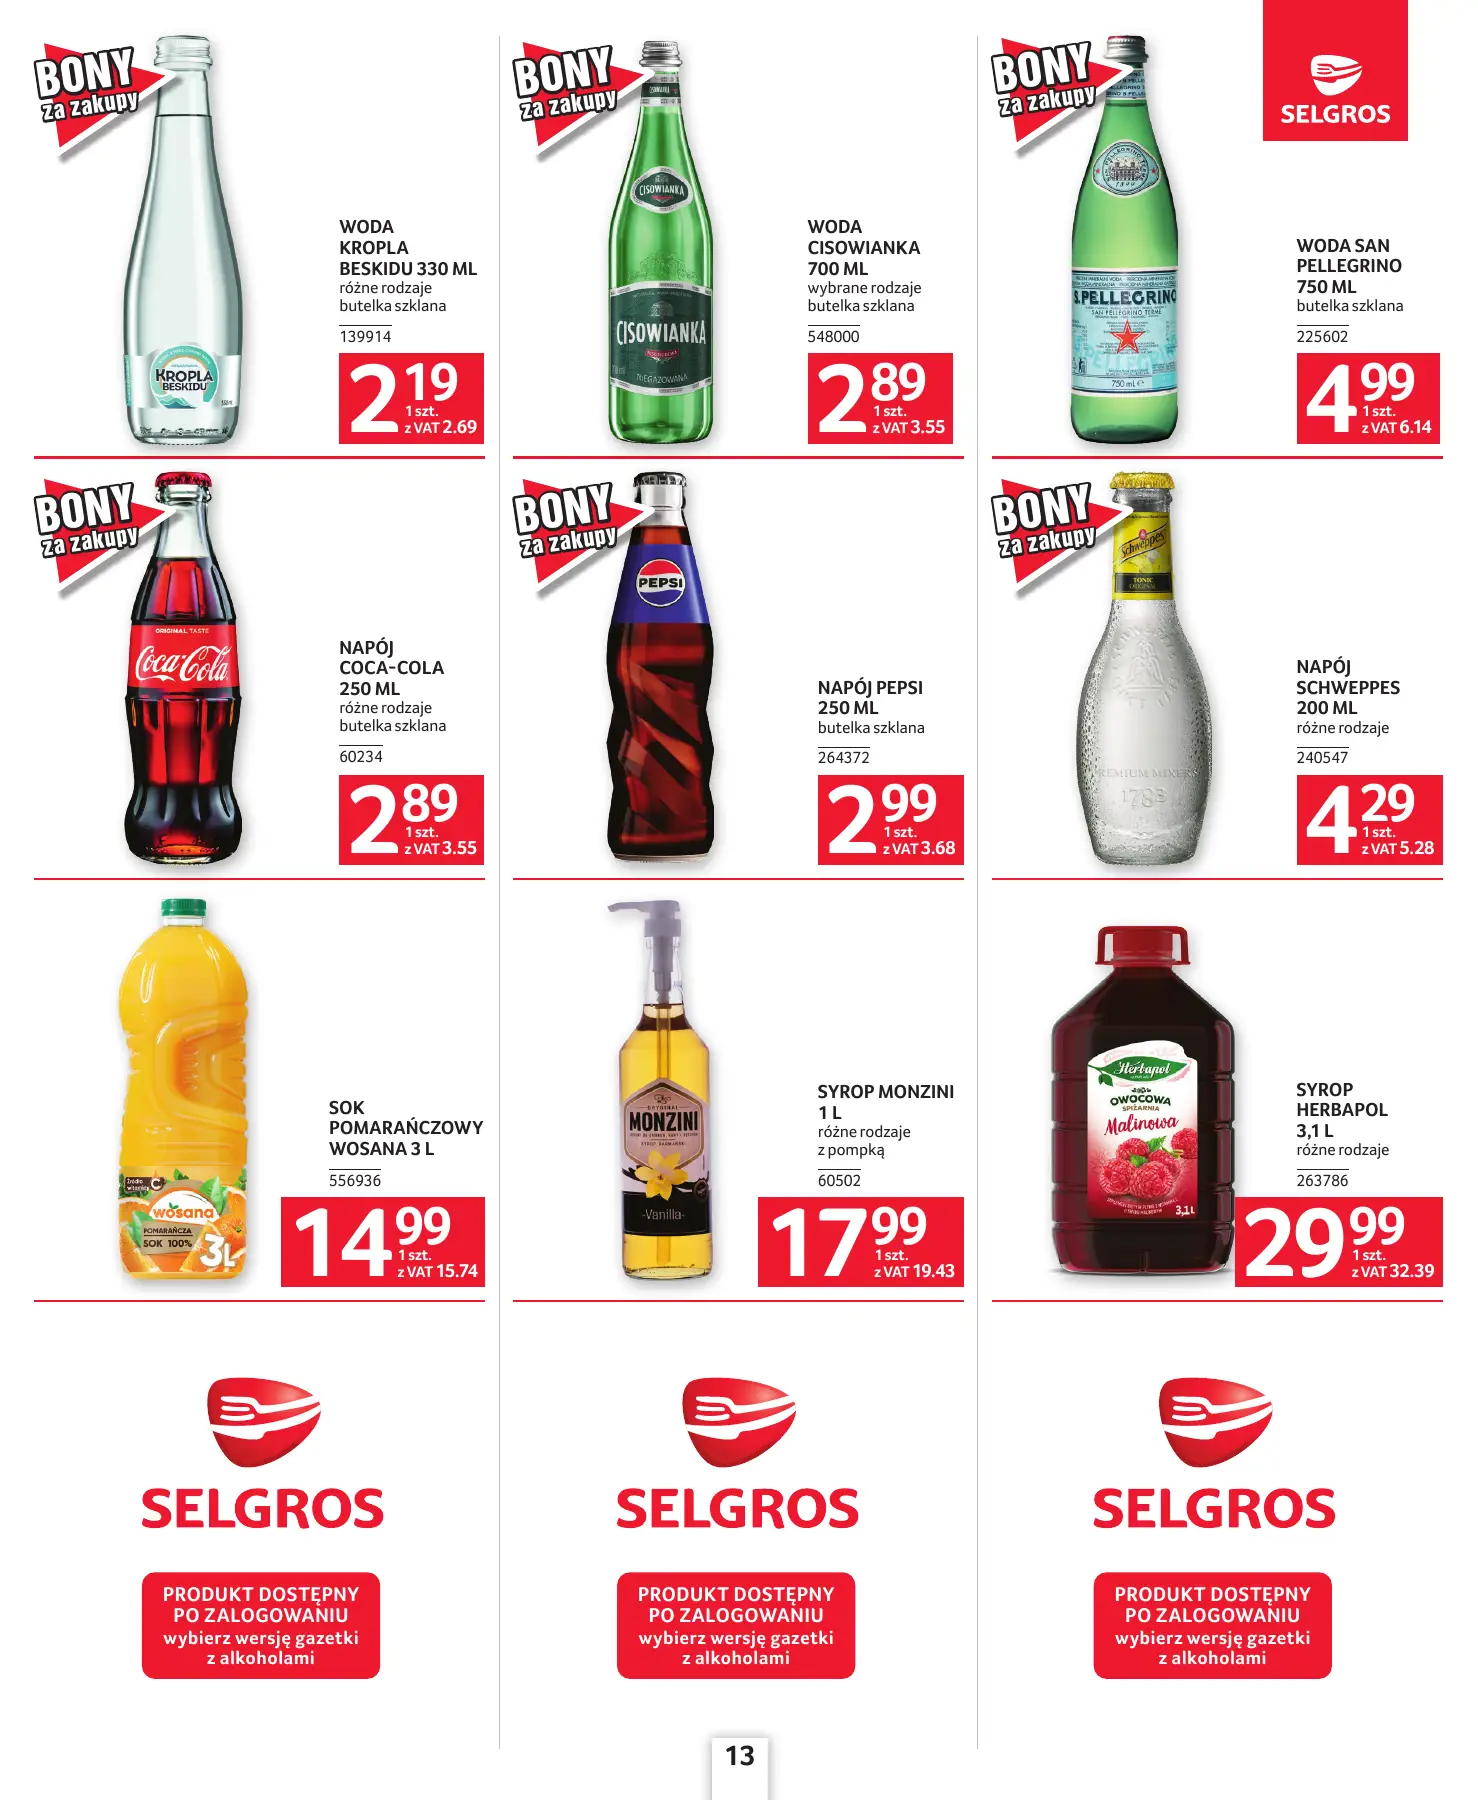 BONY
za zakupy
KROPLA
BESKIDU
WODA
KROPLA
BESKIDU 330 ML
różne rodzaje
butelka szklana
139914
2 19
1 szt.
z VAT 2.69
BONY
za zakupy
CISOWIANKA
CISOWIANKA
NIEGAZOWANA
WODA
CISOWIANKA
700 ML
wybrane rodzaje
butelka szklana
548000
2 89
1 szt.
z VAT 3.55
BONY
za zakupy
S.PELLEGRINO
SAN PELLEGRINO TERME
750 mL e
SELGROS
WODA SAN
PELLEGRINO
750 ML
butelka szklana
225602
4 99
1 szt.
z VAT 6.14
BONY
za zakupy
ORIGINAL TASTE
Coca-Cola
NAPÓJ
COCA-COLA
250 ML
różne rodzaje
butelka szklana
60234
2 89
1 szt.
z VAT 3.55
BONY
za zakupy
PEPSI
NAPÓJ PEPSI
250 ML
butelka szklana
264372
2 99
1 szt.
z VAT 3.68
BONY
za zakupy
Schweppes
TONIC
ORIGINAL
PREMIUM MIXERS
1783
NAPÓJ
SCHWEPPES
200 ML
różne rodzaje
240547
4 29
1 szt.
z VAT 5.28
Źródło
witaminy C
wosana
POMARAŃCZA
SOK 100%
3L
SOK
POMARAŃCZOWY
WOSANA 3 L
556936
14 99
1 szt.
z VAT 15.74
ORYGINAL
MONZINI
SYROP BARMAŃSKI
-Vanilla-
SYROP MONZINI
1 L
różne rodzaje
z pompką
60502
17 99
1 szt.
z VAT 19.43
Herbapol
OWOCOWA
SPIŻARNIA
Malinowa
3,1 L
SYROP
HERBAPOL
3,1 L
różne rodzaje
263786
29 99
1 szt.
z VAT 32.39
SELGROS
PRODUKT DOSTĘPNY
PO ZALOGOWANIU
wybierz wersję gazetki
z alkoholami
SELGROS
PRODUKT DOSTĘPNY
PO ZALOGOWANIU
wybierz wersję gazetki
z alkoholami
SELGROS
PRODUKT DOSTĘPNY
PO ZALOGOWANIU
wybierz wersję gazetki
z alkoholami
13